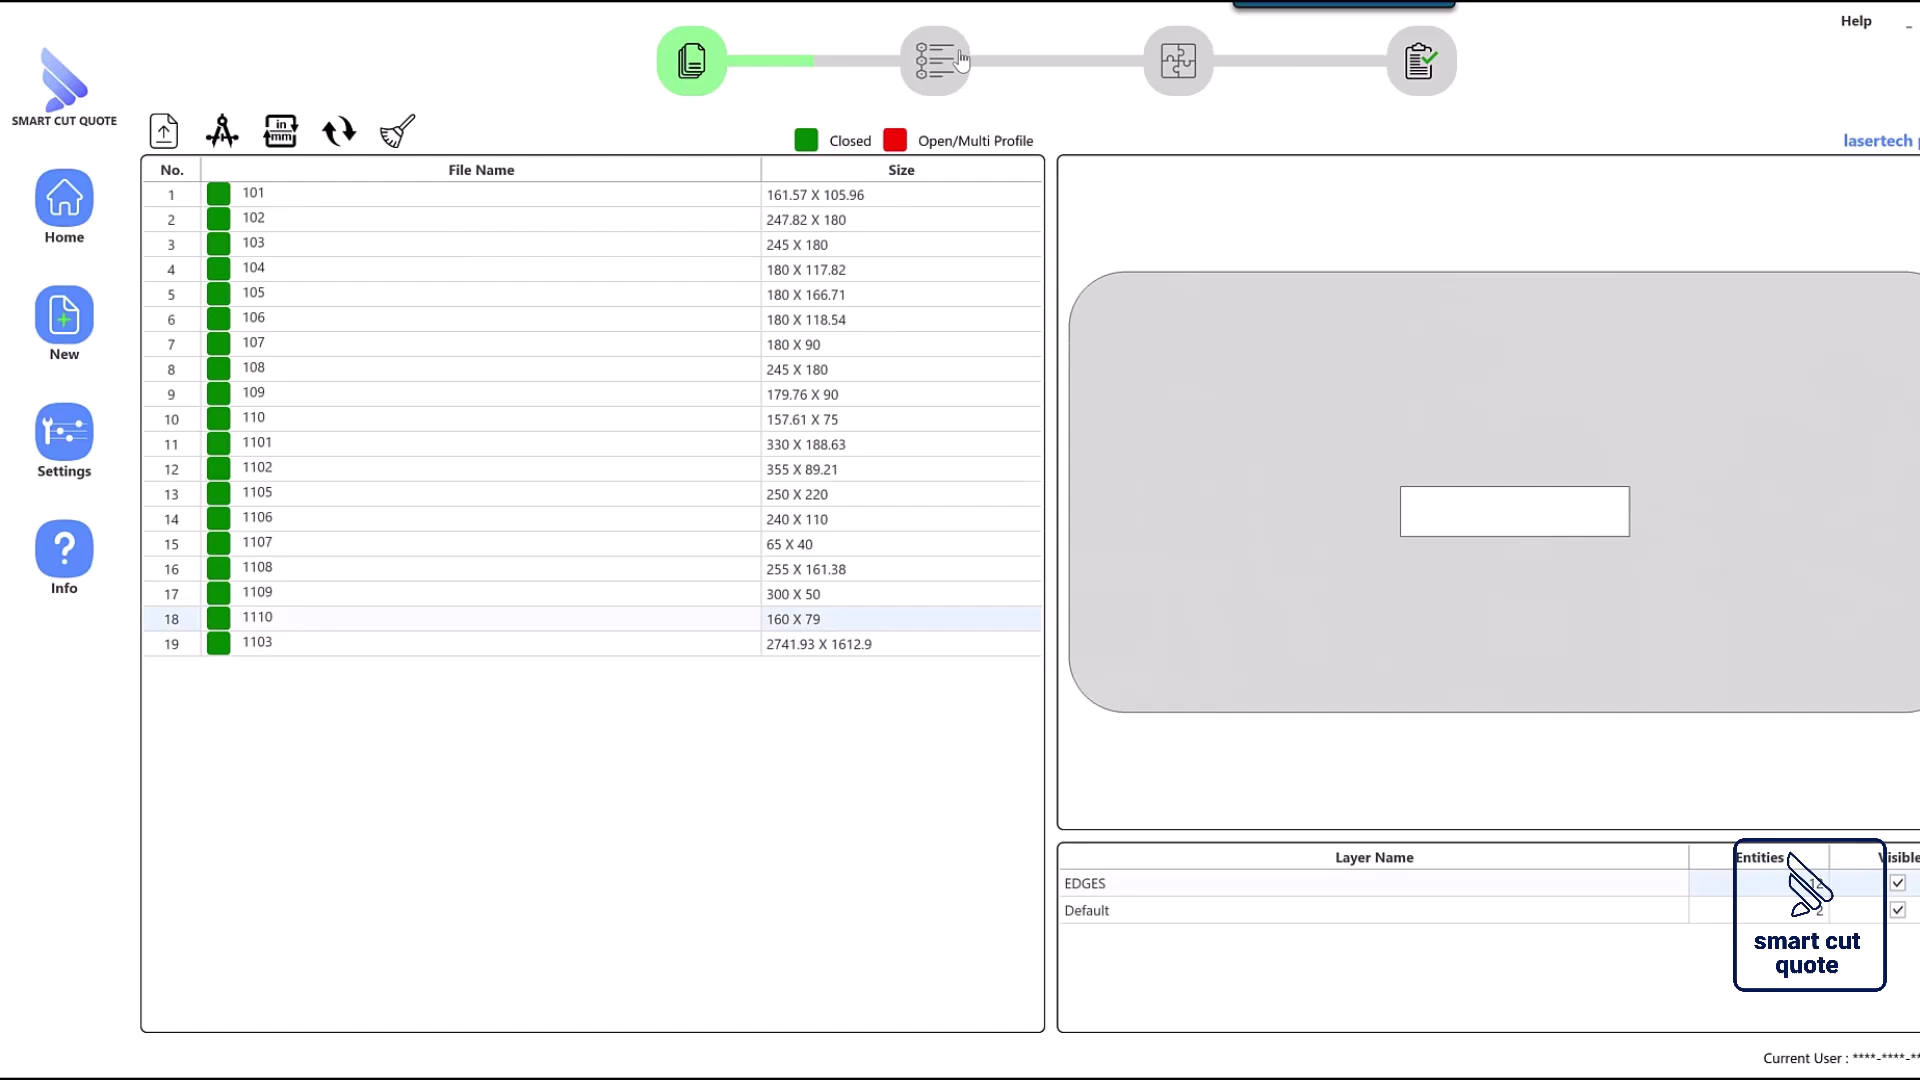 Help
SMART CUT QUOTE
in
mm
Closed
Open/Multi Profile
lasertech
No. File Name Size
1 101 161.57 X 105.96
2 102 247.82 X 180
3 103 245 X 180
4 104 180 X 117.82
5 105 180 X 166.71
6 106 180 X 118.54
7 107 180 X 90
8 108 245 X 180
9 109 179.76 X 90
10 110 157.61 X 75
11 1101 330 X 188.63
12 1102 355 X 89.21
13 1105 250 X 220
14 1106 240 X 110
15 1107 65 X 40
16 1108 255 X 161.38
17 1109 300 X 50
18 1110 160 X 79
19 1103 2741.93 X 1612.9
Home
New
Settings
Info
Layer Name Entities Visible
EDGES 12
Default 2
smart cut
quote
Current User : ****-****-**